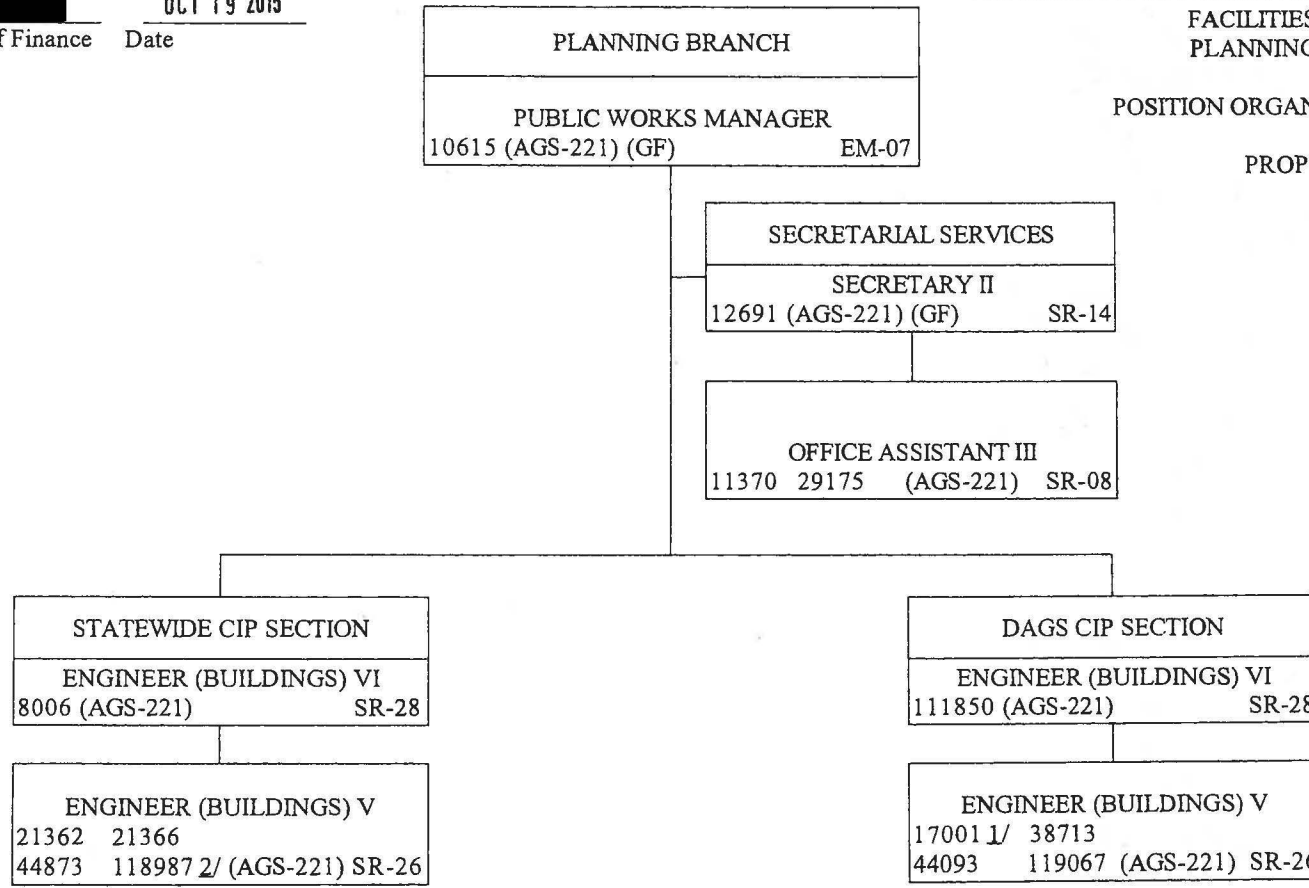 OCT 19 2015
f Finance Date
FACILITIES
PLANNING
POSITION ORGAN
PROP
PLANNING BRANCH
PUBLIC WORKS MANAGER
10615 (AGS-221) (GF) EM-07
SECRETARIAL SERVICES
SECRETARY II
12691 (AGS-221) (GF) SR-14
OFFICE ASSISTANT III
11370 29175 (AGS-221) SR-08
STATEWIDE CIP SECTION
ENGINEER (BUILDINGS) VI
8006 (AGS-221) SR-28
ENGINEER (BUILDINGS) V
21362 21366
44873 118987 2/ (AGS-221) SR-26
DAGS CIP SECTION
ENGINEER (BUILDINGS) VI
111850 (AGS-221) SR-28
ENGINEER (BUILDINGS) V
17001 1/ 38713
44093 119067 (AGS-221) SR-26